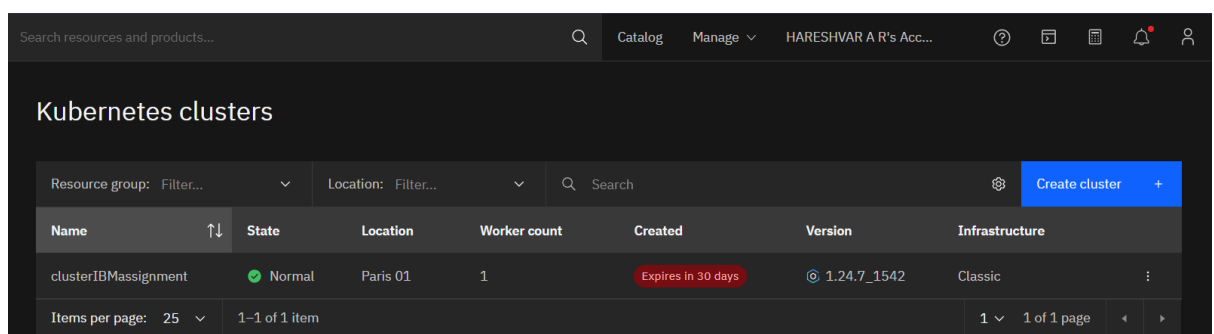 Search resources and products... Catalog Manage HARESHVAR A R's Acc...
Kubernetes clusters
Resource group: Filter... Location: Filter... Search Create cluster +
Name State Location Worker count Created Version Infrastructure
clusterIBMassignment Normal Paris 01 1 Expires in 30 days 1.24.7_1542 Classic
Items per page: 25 1–1 of 1 item 1 1 of 1 page